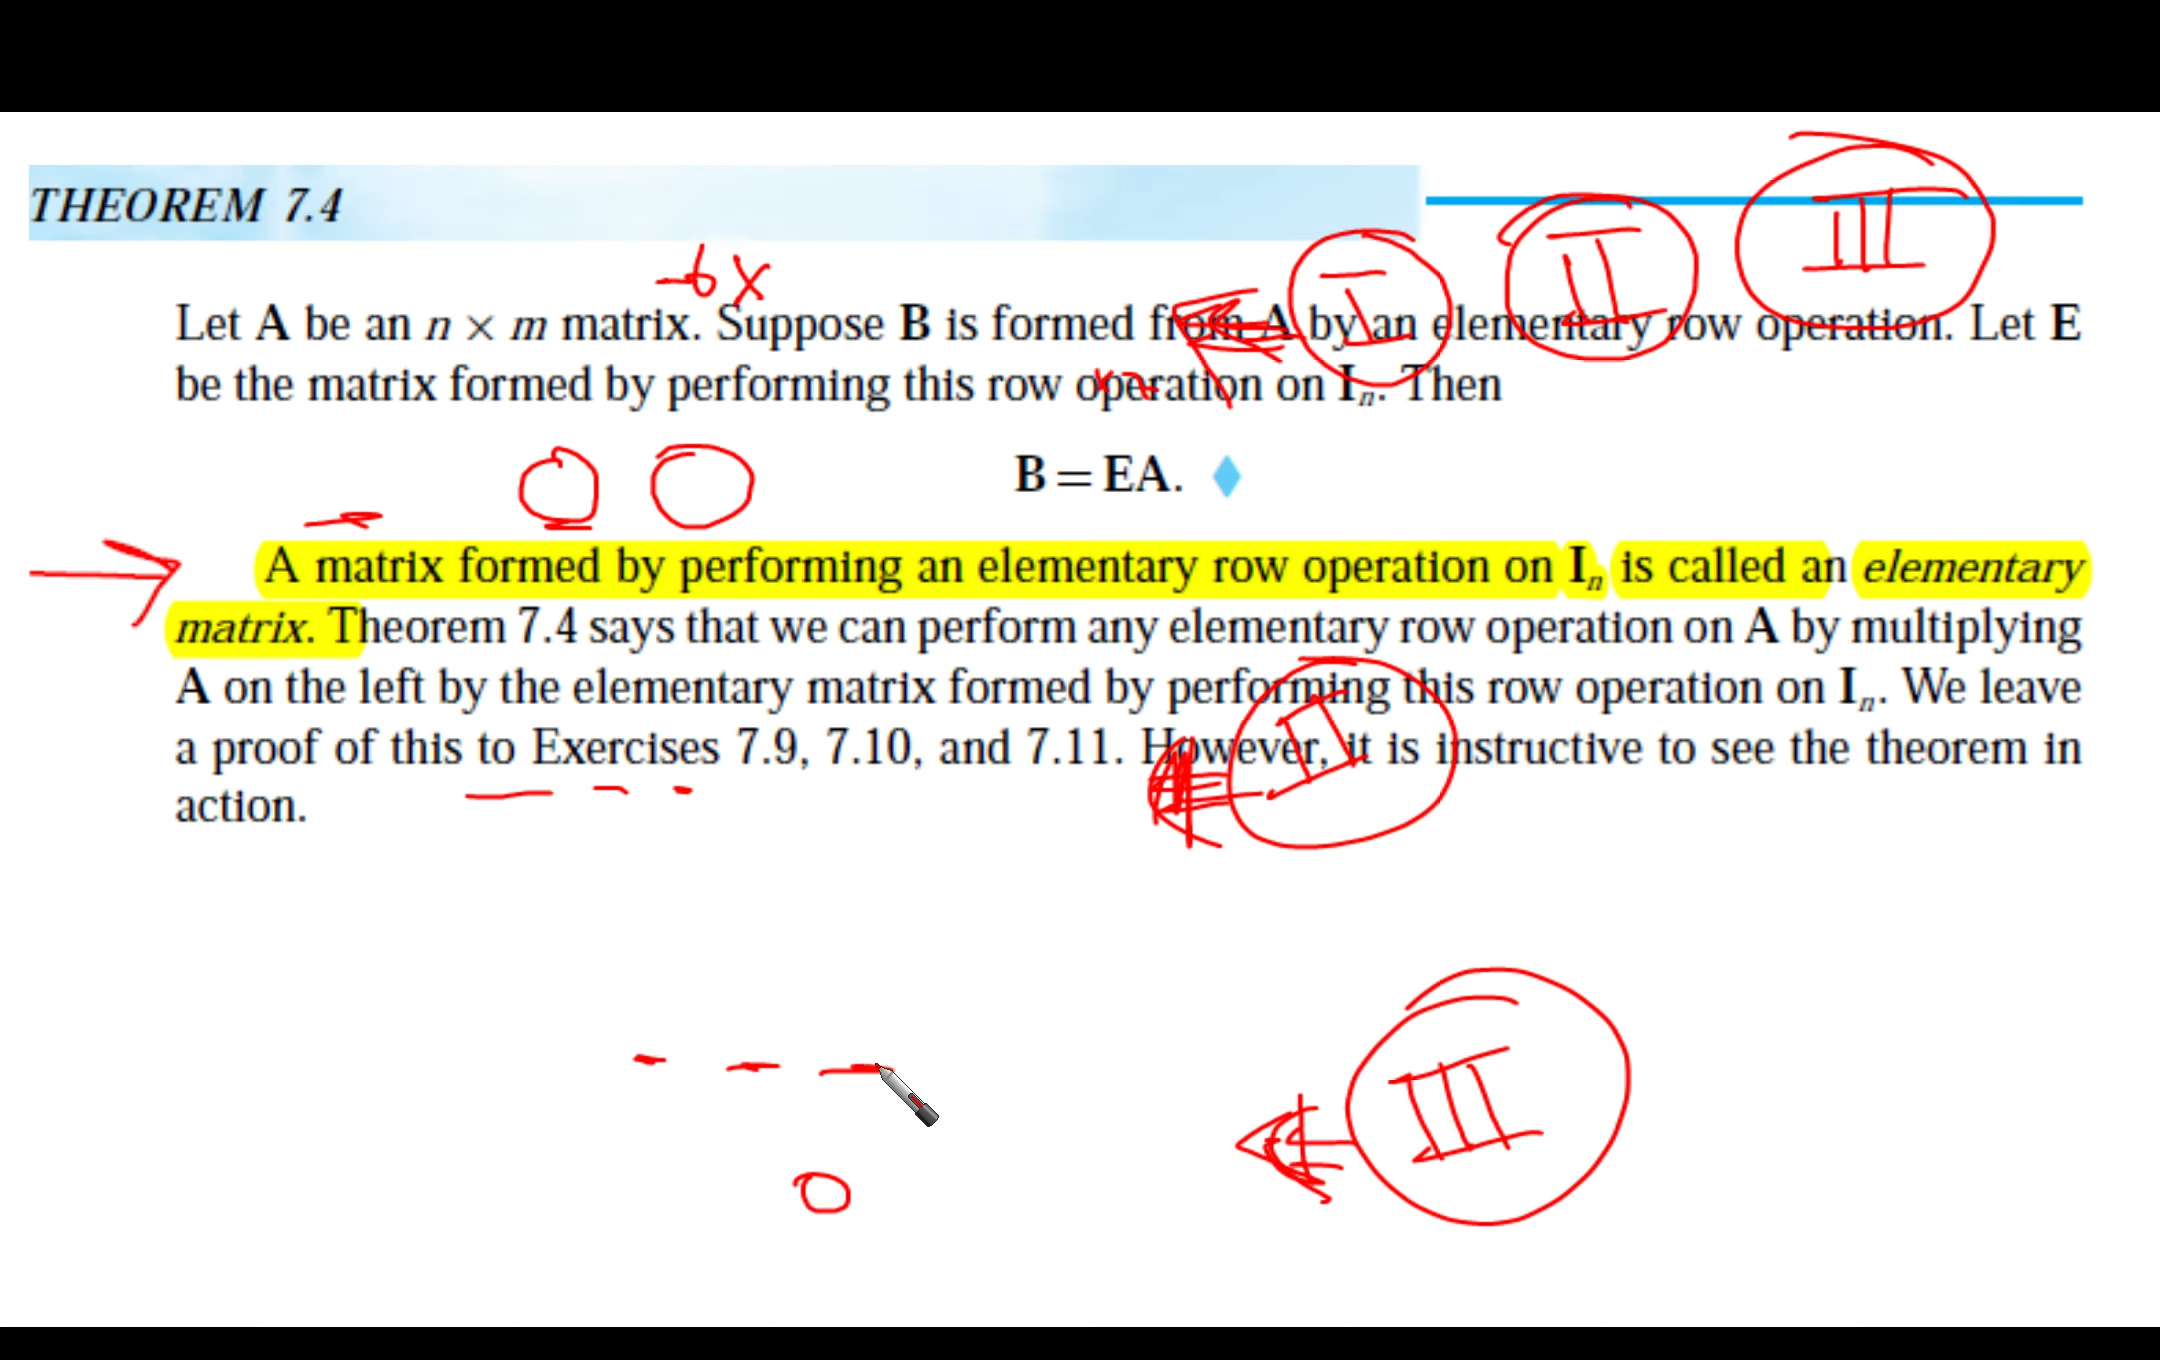 THEOREM 7.4
III
II
I
-6x
Let A be an n × m matrix. Suppose B is formed from A by an elementary row operation. Let E
be the matrix formed by performing this row operation on Iₙ. Then
B = EA.
A matrix formed by performing an elementary row operation on Iₙ is called an elementary
matrix. Theorem 7.4 says that we can perform any elementary row operation on A by multiplying
A on the left by the elementary matrix formed by performing this row operation on Iₙ. We leave
a proof of this to Exercises 7.9, 7.10, and 7.11. However, it is instructive to see the theorem in
action.
II
III